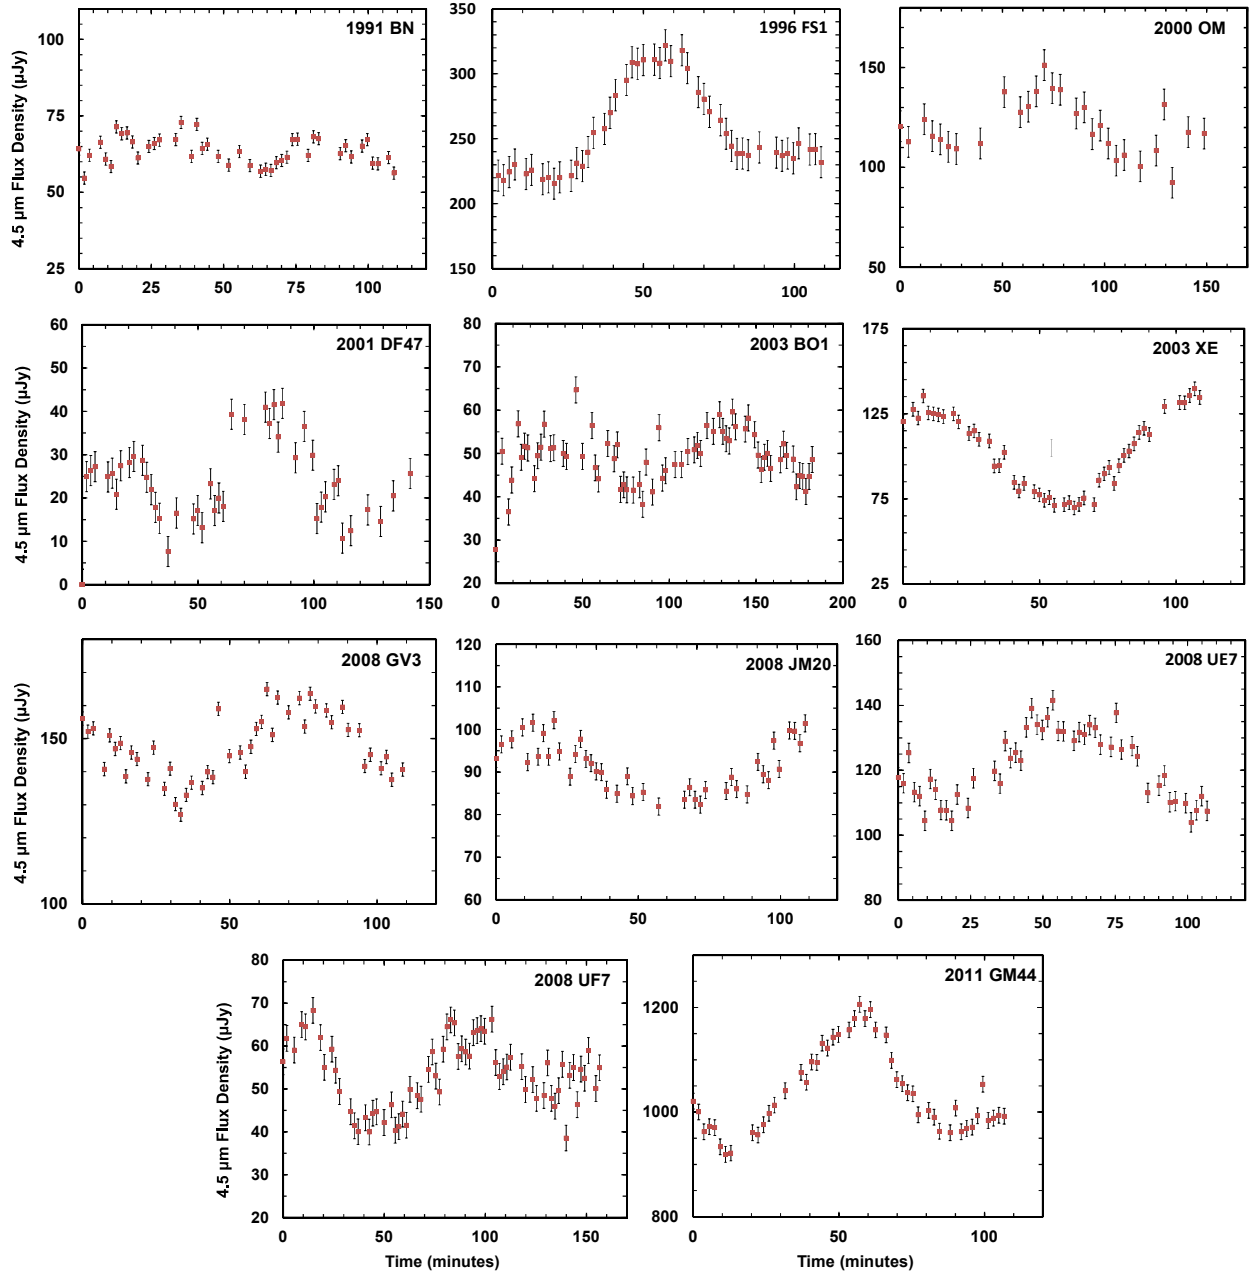 1991 BN
1996 FS1
2000 OM
4.5 µm Flux Density (µJy)
100
75
50
25
0 25 50 75 100
350
300
250
200
150
0 50 100
150
100
50
0 50 100 150
2001 DF47
2003 BO1
2003 XE
4.5 µm Flux Density (µJy)
60
50
40
30
20
10
0
0 50 100 150
80
70
60
50
40
30
20
0 50 100 150 200
175
125
75
25
0 50 100
2008 GV3
2008 JM20
2008 UE7
4.5 µm Flux Density (µJy)
150
100
0 50 100
120
110
100
90
80
70
60
0 50 100
160
140
120
100
80
0 25 50 75 100
2008 UF7
2011 GM44
4.5 µm Flux Density (µJy)
80
70
60
50
40
30
20
0 50 100 150
Time (minutes)
1200
1000
800
0 50 100
Time (minutes)